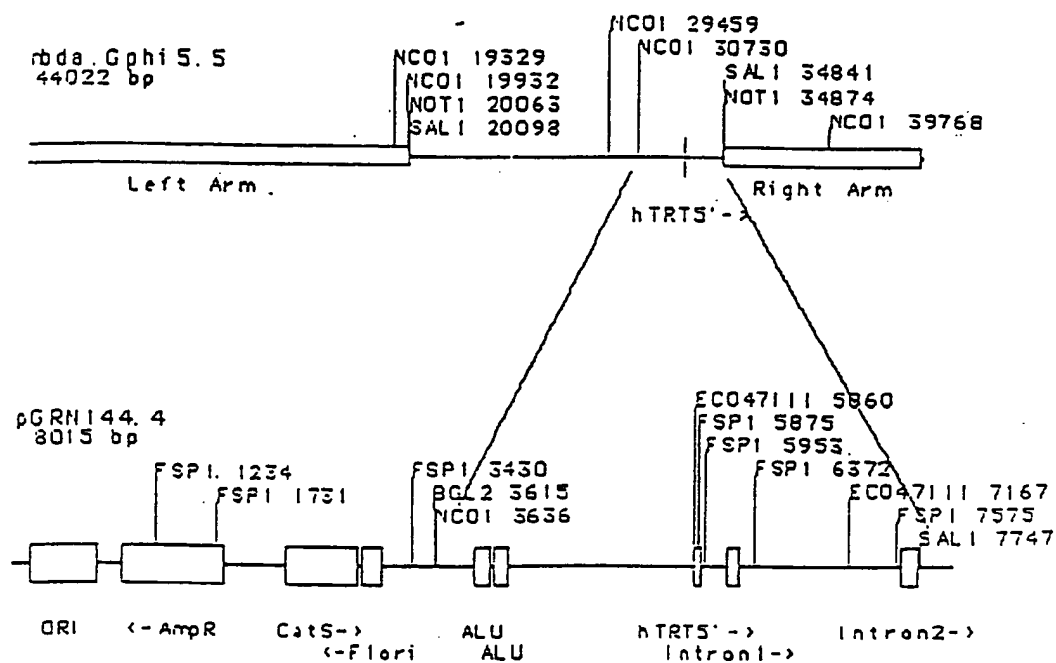 NCO1 29459
NCO1 30730
mbda.Gphi5.5
44022 bp
NCO1 19329
NCO1 19932
NOT1 20063
SAL1 20098
SAL1 34841
NOT1 34874
NCO1 39768
Left Arm.
Right Arm
hTRT5'->
pGRN144.4
8015 bp
ECO47111 5860
FSP1 5875
FSP1 5953
FSP1 6372
FSP1. 1234
FSP1 1731
FSP1 3430
BGL2 3615
NCO1 3636
ECO47111 7167
FSP1 7575
SAL1 7747
ORI
<-AmpR
CatS->
<-Flori
ALU
ALU
hTRT5'->
Intron1->
Intron2->